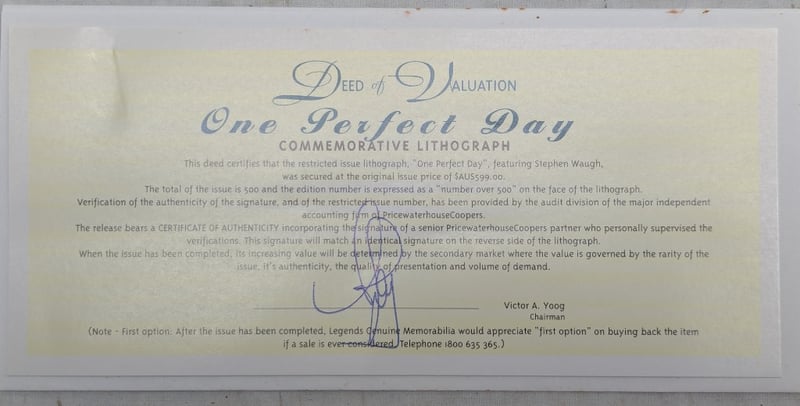 Deed of Valuation
One Perfect Day
COMMEMORATIVE LITHOGRAPH
This deed certifies that the restricted issue lithograph, "One Perfect Day", featuring Stephen Waugh,
was secured at the original issue price of $AUS599.00.
The total of the issue is 500 and the edition number is expressed as a "number over 500" on the face of the lithograph.
Verification of the authenticity of the signature, and of the restricted issue number, has been provided by the audit division of the major independent
accounting firm of PricewaterhouseCoopers.
The release bears a CERTIFICATE OF AUTHENTICITY incorporating the signature of a senior PricewaterhouseCoopers partner who personally supervised the
verifications. This signature will match an identical signature on the reverse side of the lithograph.
When the issue has been completed, its increasing value will be determined by the secondary market where the value is governed by the rarity of the
issue, it's authenticity, the quality of presentation and volume of demand.
Victor A. Yoog
Chairman
(Note - First option: After the issue has been completed, Legends Genuine Memorabilia would appreciate "first option" on buying back the item
if a sale is ever considered. Telephone 1800 635 365.)